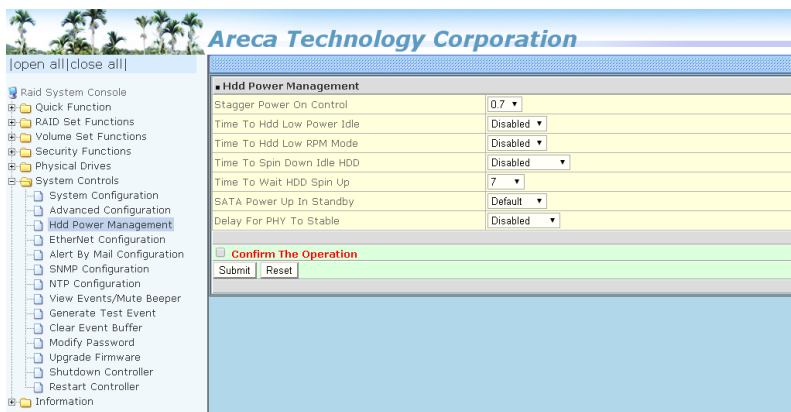 Areca Technology Corporation
|open all|close all|
Raid System Console
Quick Function
RAID Set Functions
Volume Set Functions
Security Functions
Physical Drives
System Controls
System Configuration
Advanced Configuration
Hdd Power Management
EtherNet Configuration
Alert By Mail Configuration
SNMP Configuration
NTP Configuration
View Events/Mute Beeper
Generate Test Event
Clear Event Buffer
Modify Password
Upgrade Firmware
Shutdown Controller
Restart Controller
Information
Hdd Power Management
Stagger Power On Control 0.7
Time To Hdd Low Power Idle Disabled
Time To Hdd Low RPM Mode Disabled
Time To Spin Down Idle HDD Disabled
Time To Wait HDD Spin Up 7
SATA Power Up In Standby Default
Delay For PHY To Stable Disabled
Confirm The Operation
Submit Reset